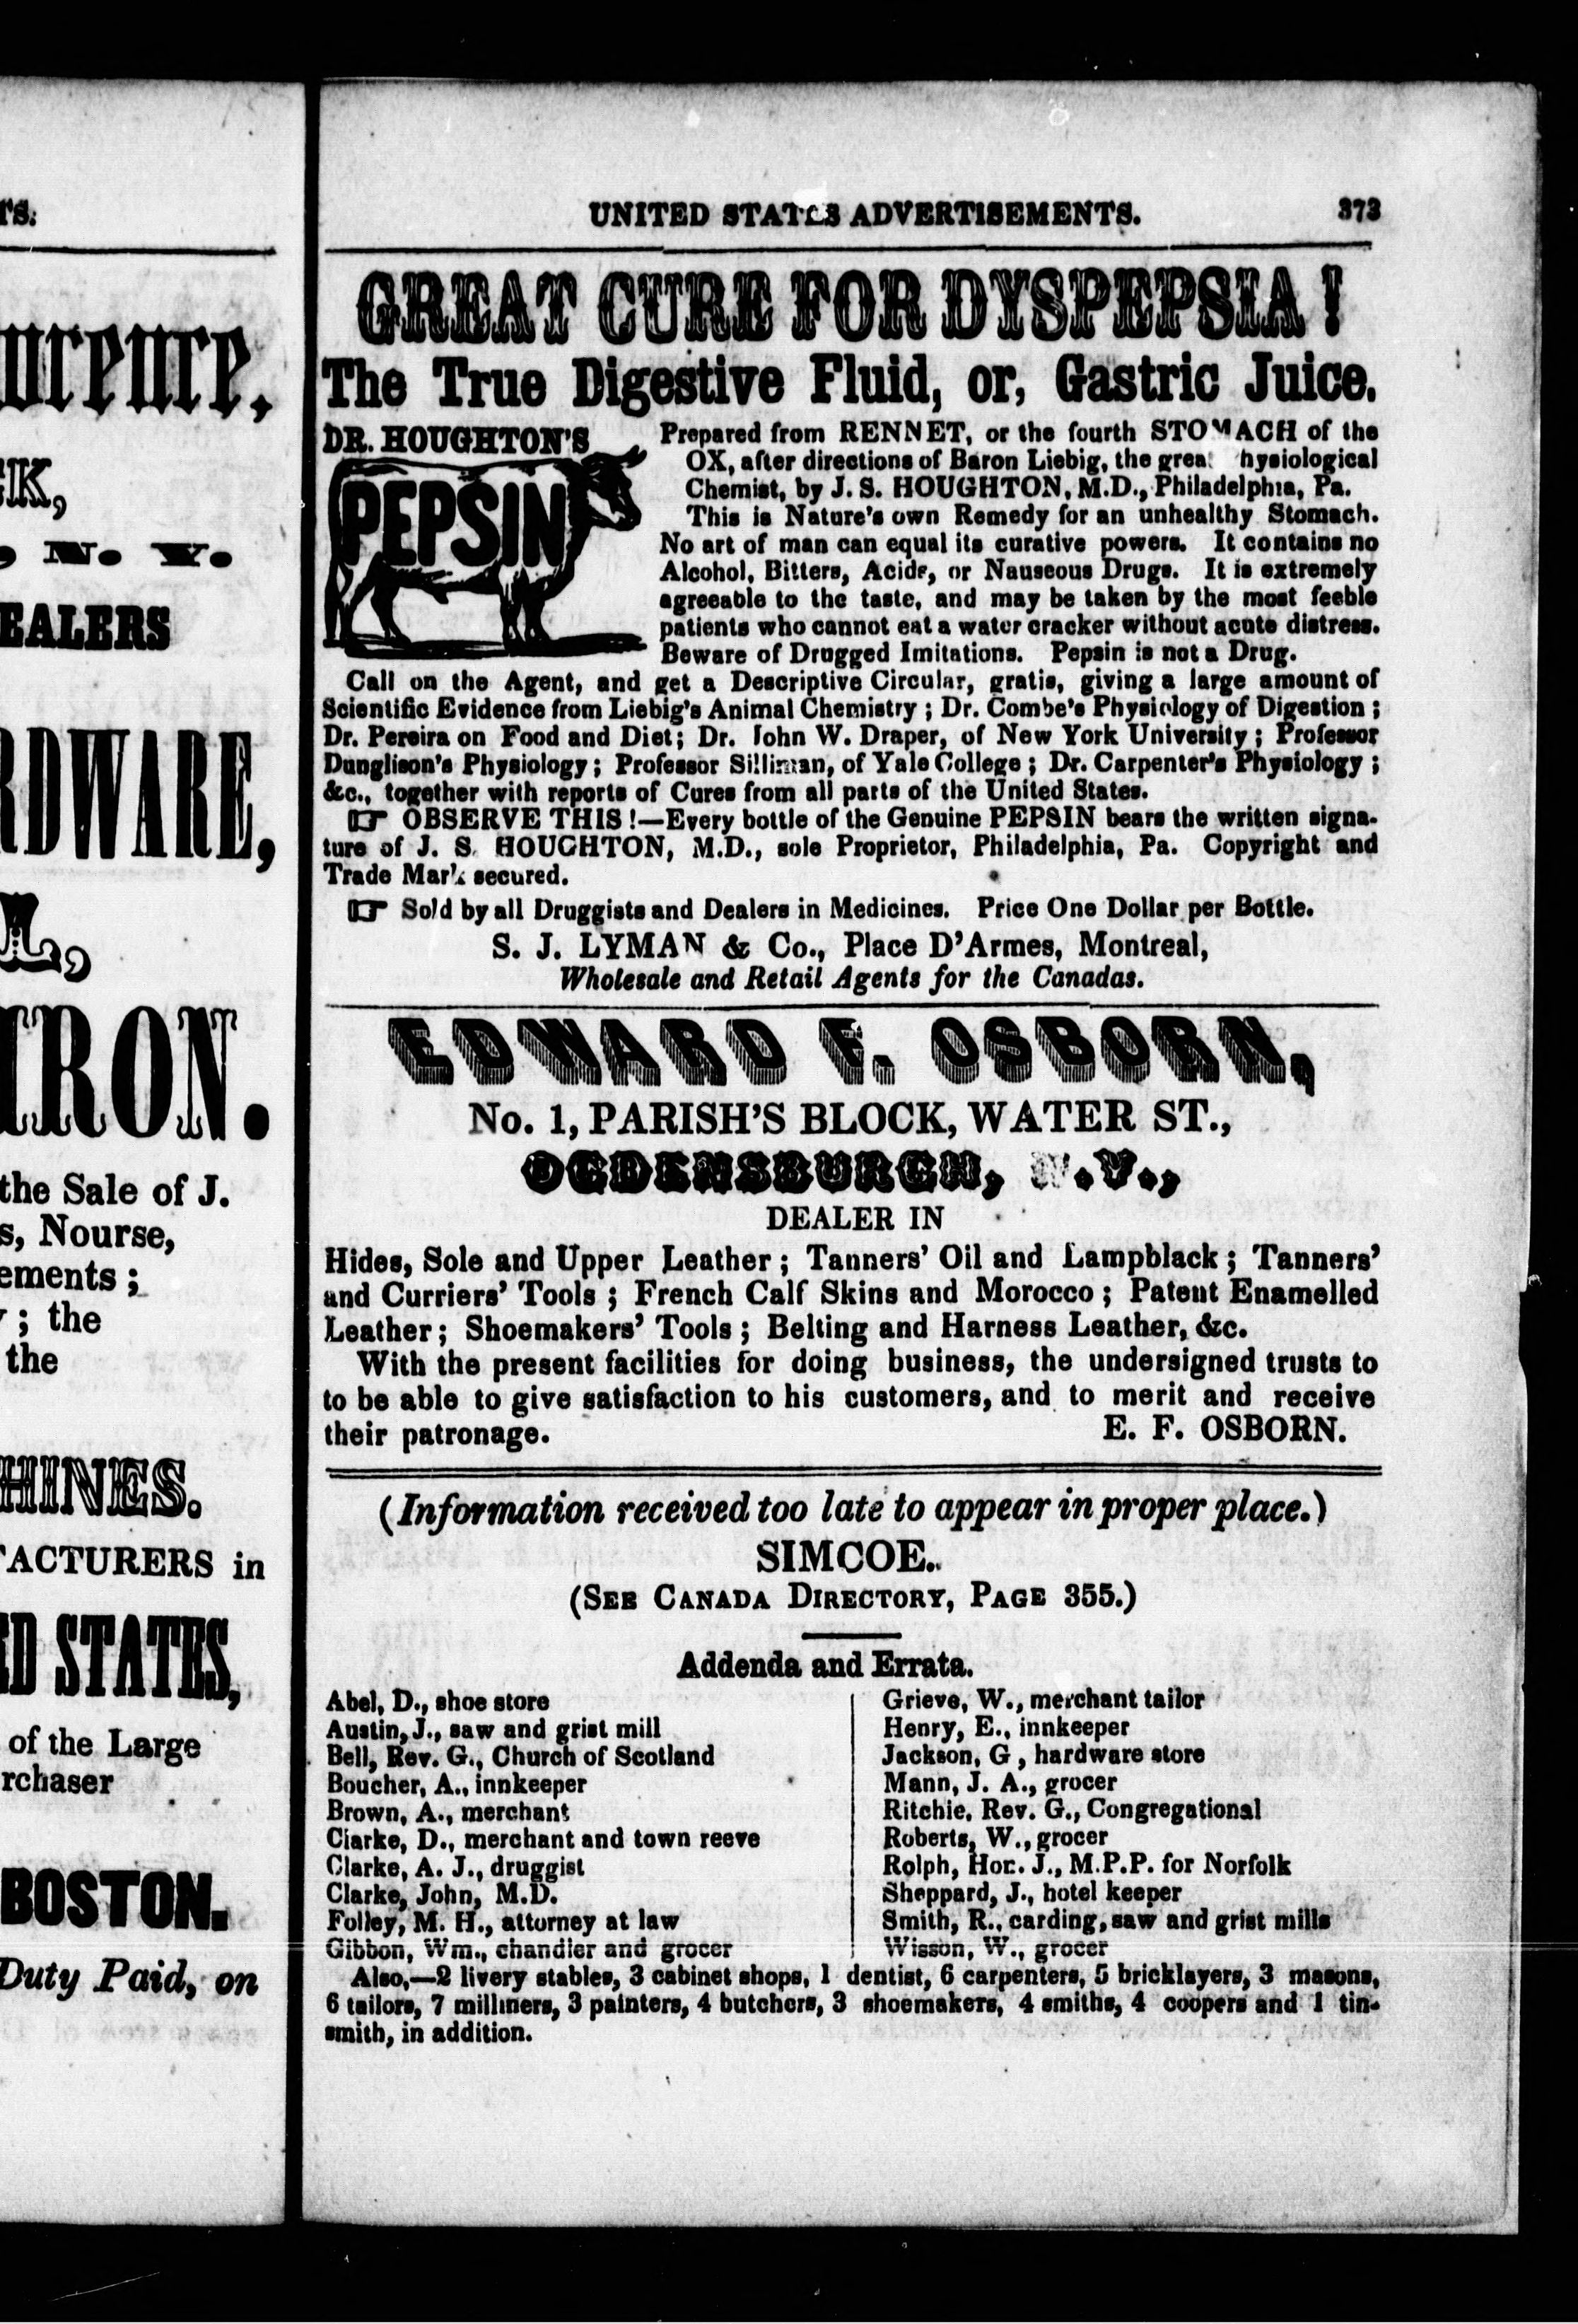 rs.
urence,
CK,
, N. Y.
EALERS
RDWARE,
L,
IRON.
the Sale of J.
s, Nourse,
ements ;
; the
the
HINES.
ACTURERS in
D STATES,
of the Large
rchaser
BOSTON.
Duty Paid, on
UNITED STATES ADVERTISEMENTS. 373
GREAT CURE FOR DYSPEPSIA !
The True Digestive Fluid, or, Gastric Juice.
DR. HOUGHTON'S
PEPSIN
Prepared from RENNET, or the fourth STOMACH of the
OX, after directions of Baron Liebig, the great hysiological
Chemist, by J. S. HOUGHTON, M.D., Philadelphia, Pa.
This is Nature's own Remedy for an unhealthy Stomach.
No art of man can equal its curative powers. It contains no
Alcohol, Bitters, Acids, or Nauseous Drugs. It is extremely
agreeable to the taste, and may be taken by the most feeble
patients who cannot eat a water cracker without acute distress.
Beware of Drugged Imitations. Pepsin is not a Drug.
Call on the Agent, and get a Descriptive Circular, gratis, giving a large amount of
Scientific Evidence from Liebig's Animal Chemistry ; Dr. Combe's Physiology of Digestion ;
Dr. Pereira on Food and Diet; Dr. John W. Draper, of New York University ; Professor
Dunglison's Physiology ; Professor Silliman, of Yale College ; Dr. Carpenter's Physiology ;
&c., together with reports of Cures from all parts of the United States.
☞ OBSERVE THIS !—Every bottle of the Genuine PEPSIN bears the written signa-
ture of J. S. HOUGHTON, M.D., sole Proprietor, Philadelphia, Pa. Copyright and
Trade Mark secured.
☞ Sold by all Druggists and Dealers in Medicines. Price One Dollar per Bottle.
S. J. LYMAN & Co., Place D'Armes, Montreal,
Wholesale and Retail Agents for the Canadas.
EDWARD F. OSBORN,
No. 1, PARISH'S BLOCK, WATER ST.,
OGDENSBURGH, N.Y.,
DEALER IN
Hides, Sole and Upper Leather ; Tanners' Oil and Lampblack ; Tanners'
and Curriers' Tools ; French Calf Skins and Morocco ; Patent Enamelled
Leather ; Shoemakers' Tools ; Belting and Harness Leather, &c.
With the present facilities for doing business, the undersigned trusts to
to be able to give satisfaction to his customers, and to merit and receive
their patronage. E. F. OSBORN.
(Information received too late to appear in proper place.)
SIMCOE.
(SEE CANADA DIRECTORY, PAGE 355.)
Addenda and Errata.
Abel, D., shoe store
Austin, J., saw and grist mill
Bell, Rev. G., Church of Scotland
Boucher, A., innkeeper
Brown, A., merchant
Clarke, D., merchant and town reeve
Clarke, A. J., druggist
Clarke, John, M.D.
Folley, M. H., attorney at law
Gibbon, Wm., chandler and grocer
Grieve, W., merchant tailor
Henry, E., innkeeper
Jackson, G , hardware store
Mann, J. A., grocer
Ritchie, Rev. G., Congregational
Roberts, W., grocer
Rolph, Hon. J., M.P.P. for Norfolk
Sheppard, J., hotel keeper
Smith, R., carding, saw and grist mills
Wisson, W., grocer
Also,—2 livery stables, 3 cabinet shops, 1 dentist, 6 carpenters, 5 bricklayers, 3 masons,
6 tailors, 7 milliners, 3 painters, 4 butchers, 3 shoemakers, 4 smiths, 4 coopers and 1 tin-
smith, in addition.